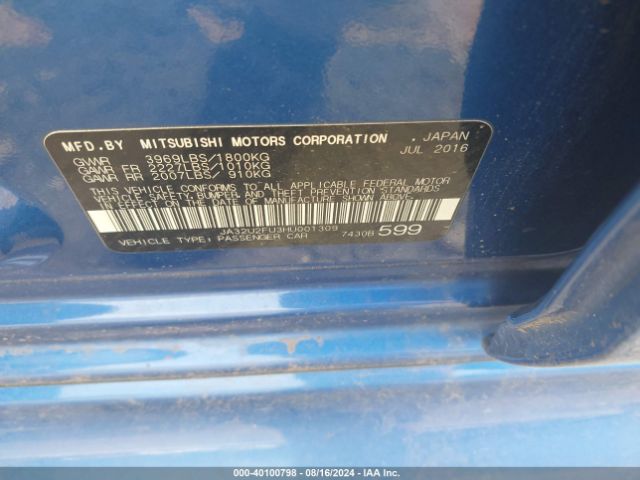 MFD.BY MITSUBISHI MOTORS CORPORATION , JAPAN
GVWR 3969LBS/1800KG JUL 2016
GAWR FR 2227LBS/1010KG
GAWR RR 2007LBS/ 910KG
THIS VEHICLE CONFORMS TO ALL APPLICABLE FEDERAL MOTOR
VEHICLE SAFETY,BUMPER AND THEFT PREVENTION STANDARDS
IN EFFECT ON THE DATE OF MANUFACTURE SHOWN ABOVE.
JA32U2FU3HU001309
VEHICLE TYPE; PASSENGER CAR 7430B 599
000-40100798 - 08/16/2024 - IAA Inc.